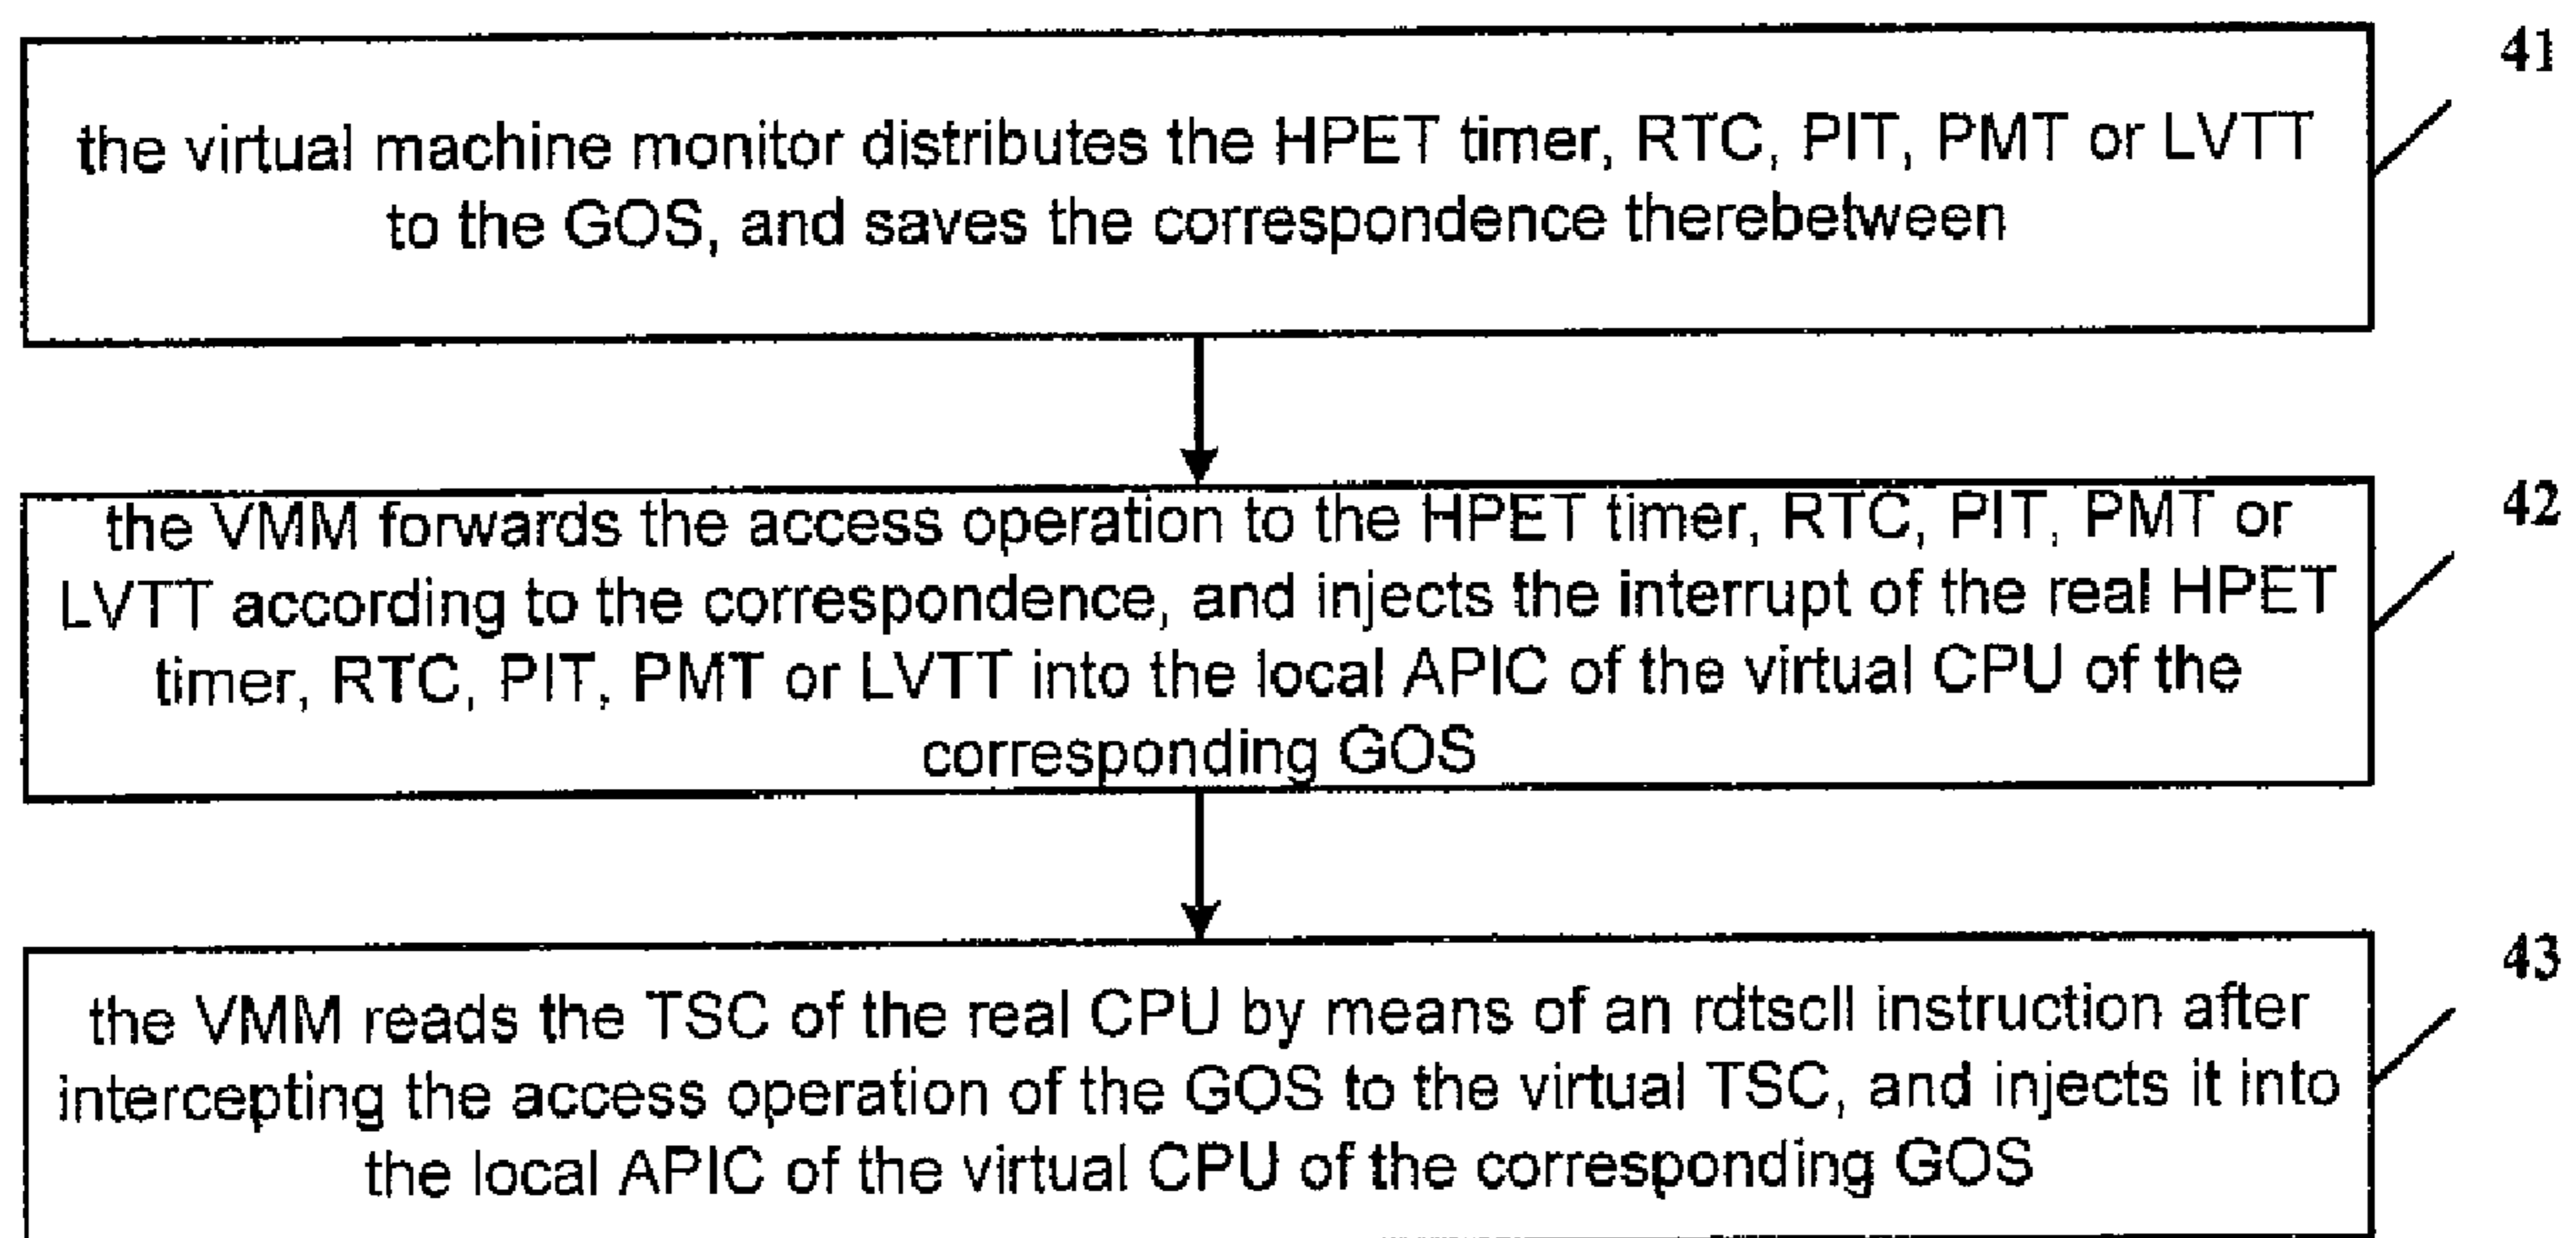 41
the virtual machine monitor distributes the HPET timer, RTC, PIT, PMT or LVTT
to the GOS, and saves the correspondence therebetween
42
the VMM forwards the access operation to the HPET timer, RTC, PIT, PMT or
LVTT according to the correspondence, and injects the interrupt of the real HPET
timer, RTC, PIT, PMT or LVTT into the local APIC of the virtual CPU of the
corresponding GOS
43
the VMM reads the TSC of the real CPU by means of an rdtscll instruction after
intercepting the access operation of the GOS to the virtual TSC, and injects it into
the local APIC of the virtual CPU of the corresponding GOS